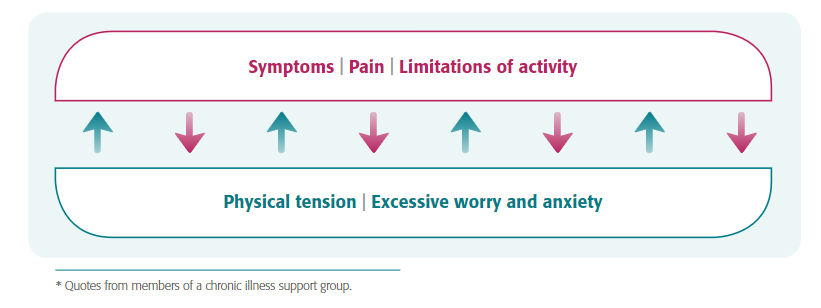 Symptoms | Pain | Limitations of activity
Physical tension | Excessive worry and anxiety
* Quotes from members of a chronic illness support group.